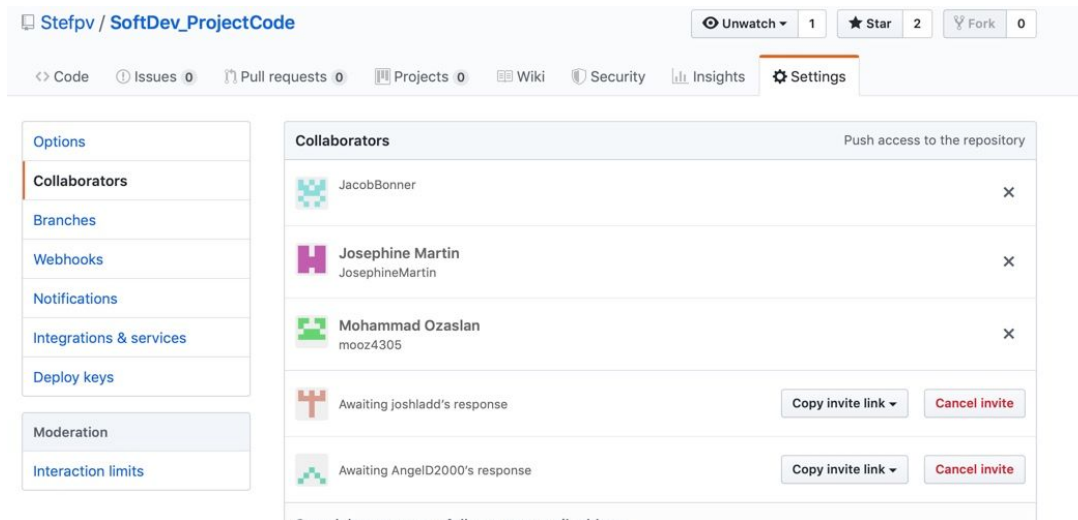 Stefpv / SoftDev_ProjectCode
Unwatch 1 Star 2 Fork 0
Code Issues 0 Pull requests 0 Projects 0 Wiki Security Insights Settings
Options
Collaborators
Branches
Webhooks
Notifications
Integrations & services
Deploy keys
Moderation
Interaction limits
Collaborators Push access to the repository
JacobBonner
Josephine Martin
JosephineMartin
Mohammad Ozaslan
mooz4305
Awaiting joshladd's response Copy invite link Cancel invite
Awaiting AngelD2000's response Copy invite link Cancel invite